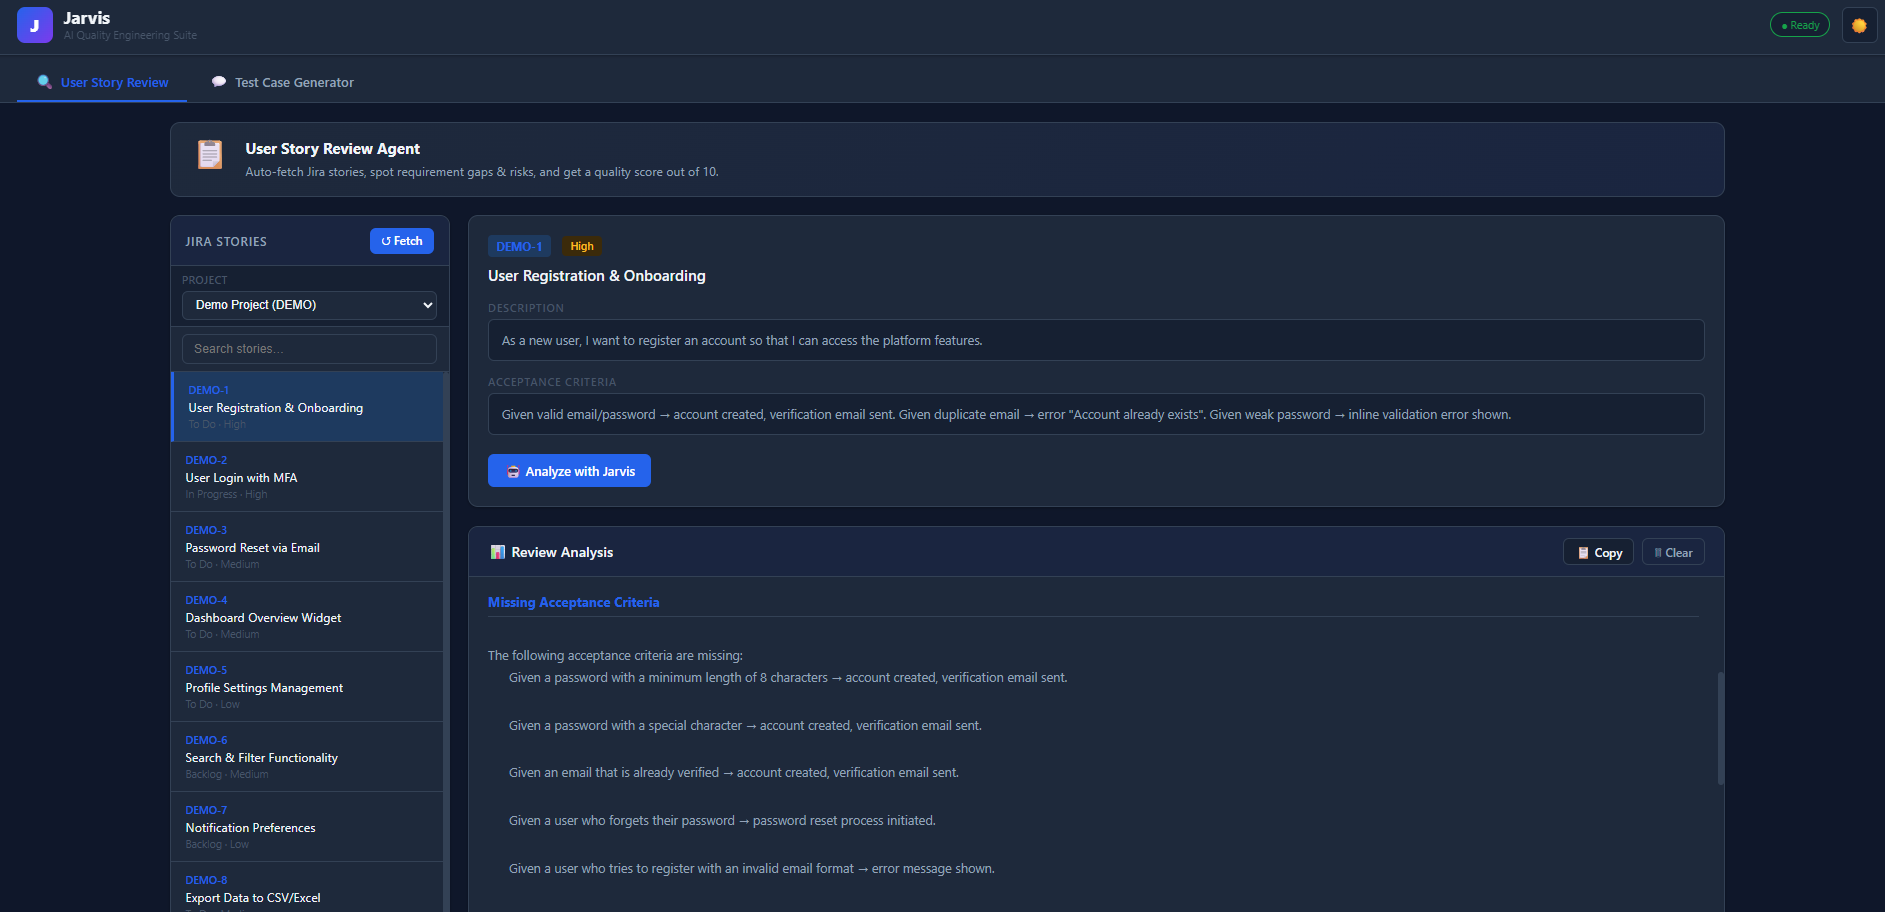 J
Jarvis
AI Quality Engineering Suite
Ready
User Story Review
Test Case Generator
User Story Review Agent
Auto-fetch Jira stories, spot requirement gaps & risks, and get a quality score out of 10.
JIRA STORIES
↺ Fetch
PROJECT
Demo Project (DEMO)
Search stories...
DEMO-1
User Registration & Onboarding
To Do · High
DEMO-2
User Login with MFA
In Progress · High
DEMO-3
Password Reset via Email
To Do · Medium
DEMO-4
Dashboard Overview Widget
To Do · Medium
DEMO-5
Profile Settings Management
To Do · Low
DEMO-6
Search & Filter Functionality
Backlog · Medium
DEMO-7
Notification Preferences
Backlog · Low
DEMO-8
Export Data to CSV/Excel
DEMO-1 High
User Registration & Onboarding
DESCRIPTION
As a new user, I want to register an account so that I can access the platform features.
ACCEPTANCE CRITERIA
Given valid email/password → account created, verification email sent. Given duplicate email → error "Account already exists". Given weak password → inline validation error shown.
Analyze with Jarvis
Review Analysis
Copy
Clear
Missing Acceptance Criteria
The following acceptance criteria are missing:
Given a password with a minimum length of 8 characters → account created, verification email sent.
Given a password with a special character → account created, verification email sent.
Given an email that is already verified → account created, verification email sent.
Given a user who forgets their password → password reset process initiated.
Given a user who tries to register with an invalid email format → error message shown.